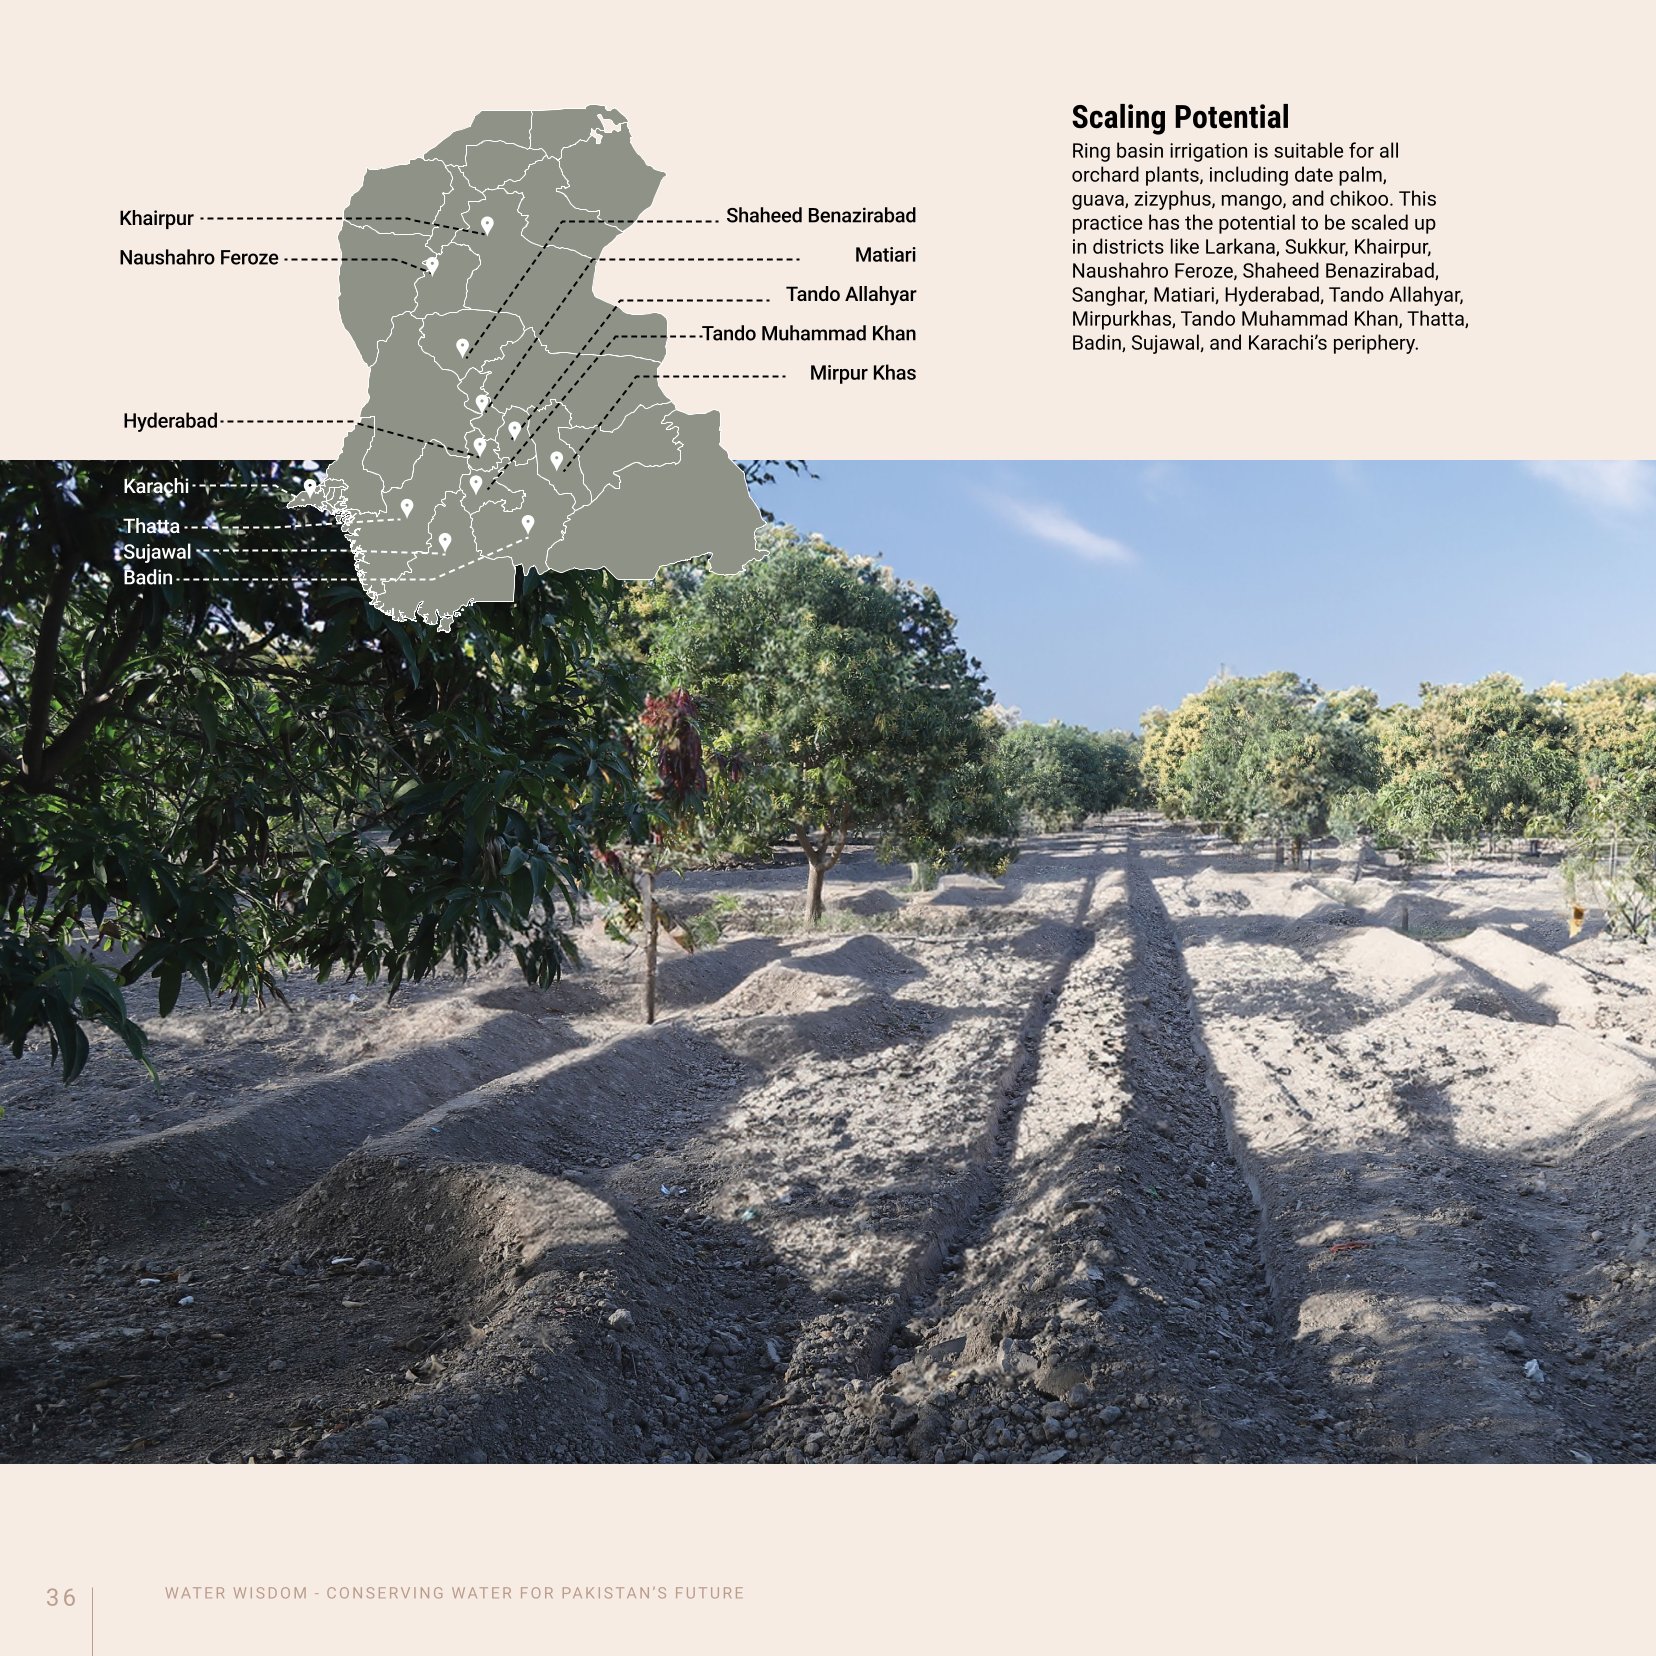 Scaling Potential
Ring basin irrigation is suitable for all
orchard plants, including date palm,
guava, zizyphus, mango, and chikoo. This
practice has the potential to be scaled up
in districts like Larkana, Sukkur, Khairpur,
Naushahro Feroze, Shaheed Benazirabad,
Sanghar, Matiari, Hyderabad, Tando Allahyar,
Mirpurkhas, Tando Muhammad Khan, Thatta,
Badin, Sujawal, and Karachi’s periphery.
Khairpur
Naushahro Feroze
Hyderabad
Karachi
Thatta
Sujawal
Badin
Shaheed Benazirabad
Matiari
Tando Allahyar
Tando Muhammad Khan
Mirpur Khas
36
WATER WISDOM - CONSERVING WATER FOR PAKISTAN’S FUTURE